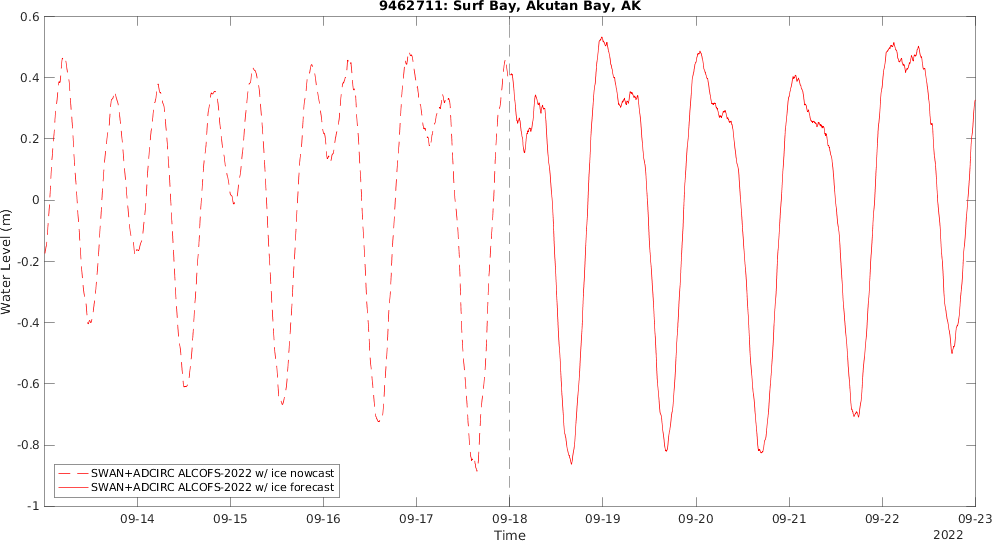 9462711: Surf Bay, Akutan Bay, AK
0.6
0.4
0.2
0
-0.2
-0.4
-0.6
-0.8
-1
Water Level (m)
SWAN+ADCIRC ALCOFS-2022 w/ ice nowcast
SWAN+ADCIRC ALCOFS-2022 w/ ice forecast
09-14 09-15 09-16 09-17 09-18 09-19 09-20 09-21 09-22 09-23
Time
2022